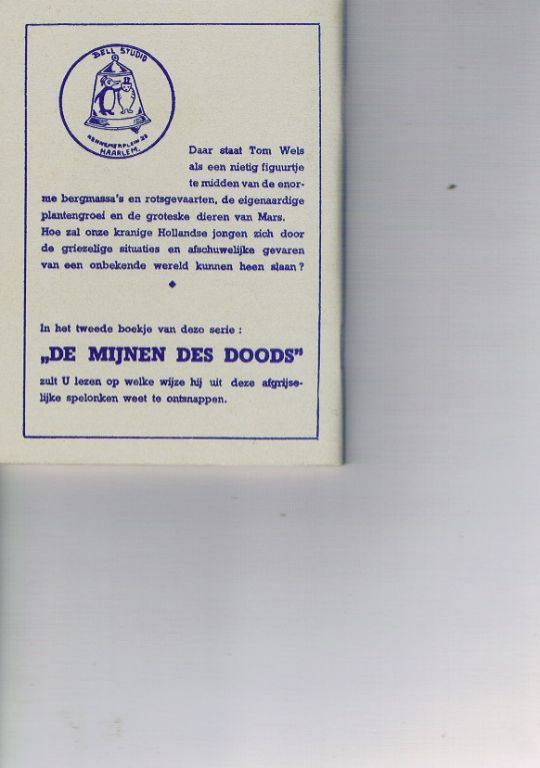 BELL STUDIO
KENNEMERPLEIN 20
HAARLEM.
Daar staat Tom Wels
als een nietig figuurtje
te midden van de enor-
me bergmassa's en rotsgevaarten, de eigenaardige
plantengroei en de groteske dieren van Mars.
Hoe zal onze kranige Hollandse jongen zich door
de griezelige situaties en afschuwelijke gevaren
van een onbekende wereld kunnen heen slaan?
In het tweede boekje van deze serie:
„DE MIJNEN DES DOODS"
zult U lezen op welke wijze hij uit deze afgrijse-
lijke spelonken weet te ontsnappen.